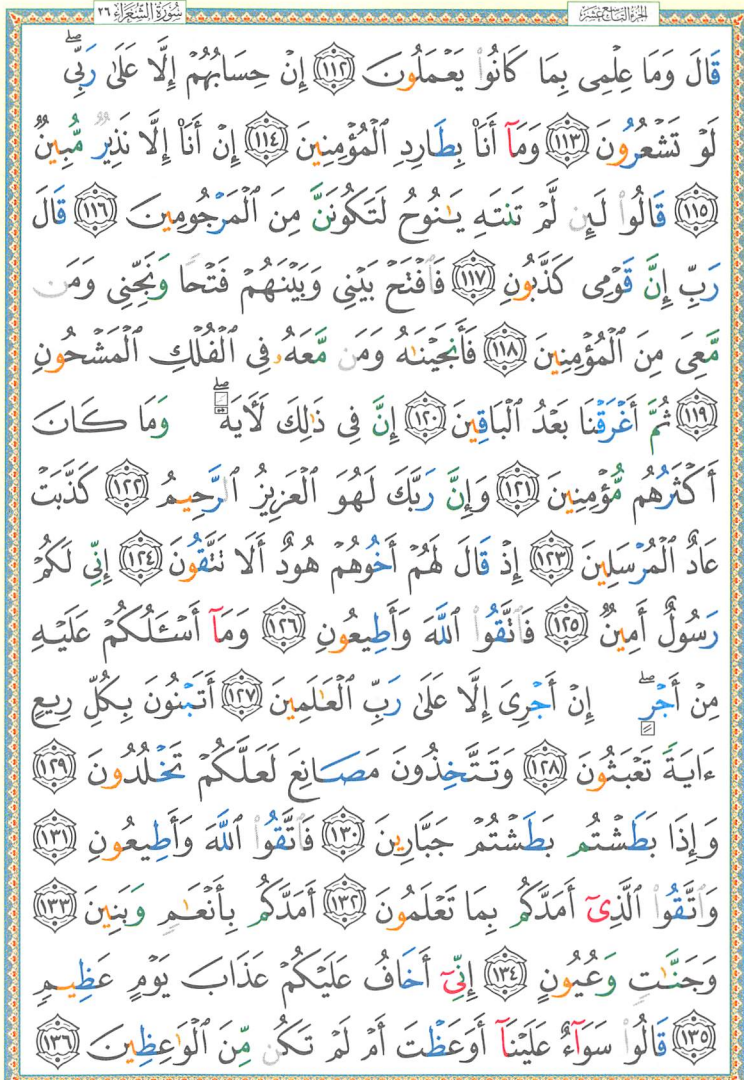 سُورَةُ الشُّعَرَاءِ ٢٦
الجُزْءُ التَّاسِعَ عَشَرَ
قَالَ وَمَا عِلْمِى بِمَا كَانُوا۟ يَعْمَلُونَ ﴿١١٢﴾ إِنْ حِسَابُهُمْ إِلَّا عَلَىٰ رَبِّىۖ
لَوْ تَشْعُرُونَ ﴿١١٣﴾ وَمَآ أَنَا۠ بِطَارِدِ ٱلْمُؤْمِنِينَ ﴿١١٤﴾ إِنْ أَنَا۠ إِلَّا نَذِيرٌ مُّبِينٌ
﴿١١٥﴾ قَالُوا۟ لَئِن لَّمْ تَنتَهِ يَـٰنُوحُ لَتَكُونَنَّ مِنَ ٱلْمَرْجُومِينَ ﴿١١٦﴾ قَالَ
رَبِّ إِنَّ قَوْمِى كَذَّبُونِ ﴿١١٧﴾ فَٱفْتَحْ بَيْنِى وَبَيْنَهُمْ فَتْحًا وَنَجِّنِى وَمَن
مَّعِىَ مِنَ ٱلْمُؤْمِنِينَ ﴿١١٨﴾ فَأَنجَيْنَـٰهُ وَمَن مَّعَهُۥ فِى ٱلْفُلْكِ ٱلْمَشْحُونِ
﴿١١٩﴾ ثُمَّ أَغْرَقْنَا بَعْدُ ٱلْبَاقِينَ ﴿١٢٠﴾ إِنَّ فِى ذَٰلِكَ لَـَٔايَةًۖ وَمَا كَانَ
أَكْثَرُهُم مُّؤْمِنِينَ ﴿١٢١﴾ وَإِنَّ رَبَّكَ لَهُوَ ٱلْعَزِيزُ ٱلرَّحِيمُ ﴿١٢٢﴾ كَذَّبَتْ
عَادٌ ٱلْمُرْسَلِينَ ﴿١٢٣﴾ إِذْ قَالَ لَهُمْ أَخُوهُمْ هُودٌ أَلَا تَتَّقُونَ ﴿١٢٤﴾ إِنِّى لَكُمْ
رَسُولٌ أَمِينٌ ﴿١٢٥﴾ فَٱتَّقُوا۟ ٱللَّهَ وَأَطِيعُونِ ﴿١٢٦﴾ وَمَآ أَسْـَٔلُكُمْ عَلَيْهِ
مِنْ أَجْرٍۖ إِنْ أَجْرِىَ إِلَّا عَلَىٰ رَبِّ ٱلْعَـٰلَمِينَ ﴿١٢٧﴾ أَتَبْنُونَ بِكُلِّ رِيعٍ
ءَايَةً تَعْبَثُونَ ﴿١٢٨﴾ وَتَتَّخِذُونَ مَصَانِعَ لَعَلَّكُمْ تَخْلُدُونَ ﴿١٢٩﴾
وَإِذَا بَطَشْتُم بَطَشْتُمْ جَبَّارِينَ ﴿١٣٠﴾ فَٱتَّقُوا۟ ٱللَّهَ وَأَطِيعُونِ ﴿١٣١﴾
وَٱتَّقُوا۟ ٱلَّذِىٓ أَمَدَّكُم بِمَا تَعْلَمُونَ ﴿١٣٢﴾ أَمَدَّكُم بِأَنْعَـٰمٍ وَبَنِينَ ﴿١٣٣﴾
وَجَنَّـٰتٍ وَعُيُونٍ ﴿١٣٤﴾ إِنِّىٓ أَخَافُ عَلَيْكُمْ عَذَابَ يَوْمٍ عَظِيمٍ
﴿١٣٥﴾ قَالُوا۟ سَوَآءٌ عَلَيْنَآ أَوَعَظْتَ أَمْ لَمْ تَكُن مِّنَ ٱلْوَٰعِظِينَ ﴿١٣٦﴾